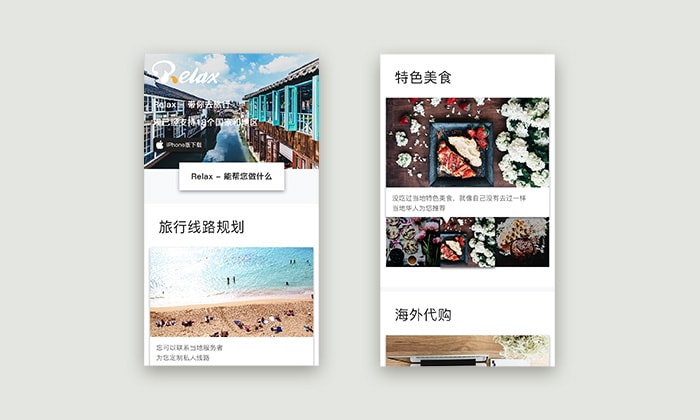 Relax
Relax - 带你去旅行
现已经支持18个国家和地区
iPhone版下载
Relax - 能帮您做什么
旅行线路规划
您可以联系当地服务者
为您定制私人线路
特色美食
没吃过当地特色美食，就像自己没有去过一样
当地华人为您推荐
海外代购